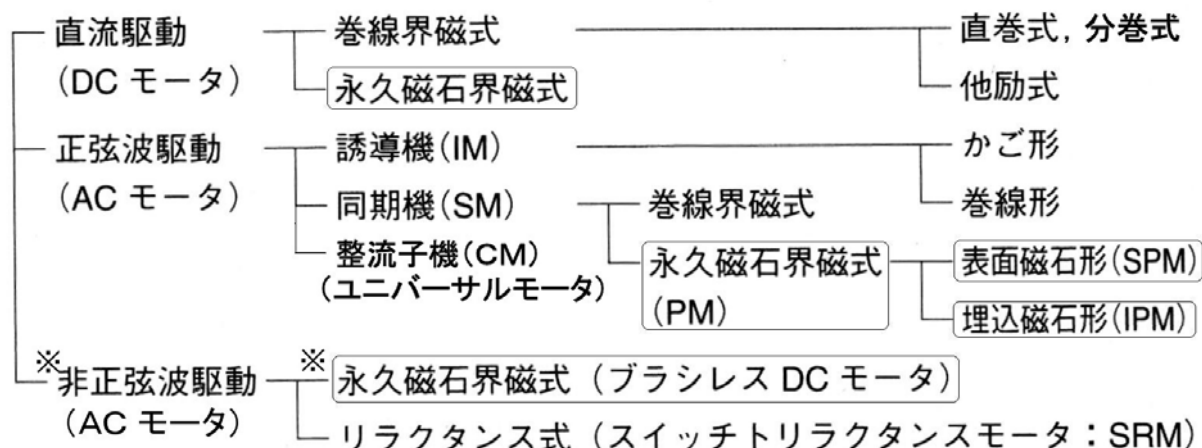 直流駆動 巻線界磁式 直巻式, 分巻式
(DC モータ) 永久磁石界磁式 他励式
正弦波駆動 誘導機(IM) かご形
(AC モータ) 同期機(SM) 巻線界磁式 巻線形
整流子機(CM) 永久磁石界磁式 表面磁石形(SPM)
(ユニバーサルモータ) (PM) 埋込磁石形(IPM)
※非正弦波駆動 ※永久磁石界磁式 (ブラシレス DC モータ)
(AC モータ) リラクタンス式 (スイッチトリラクタンスモータ:SRM)